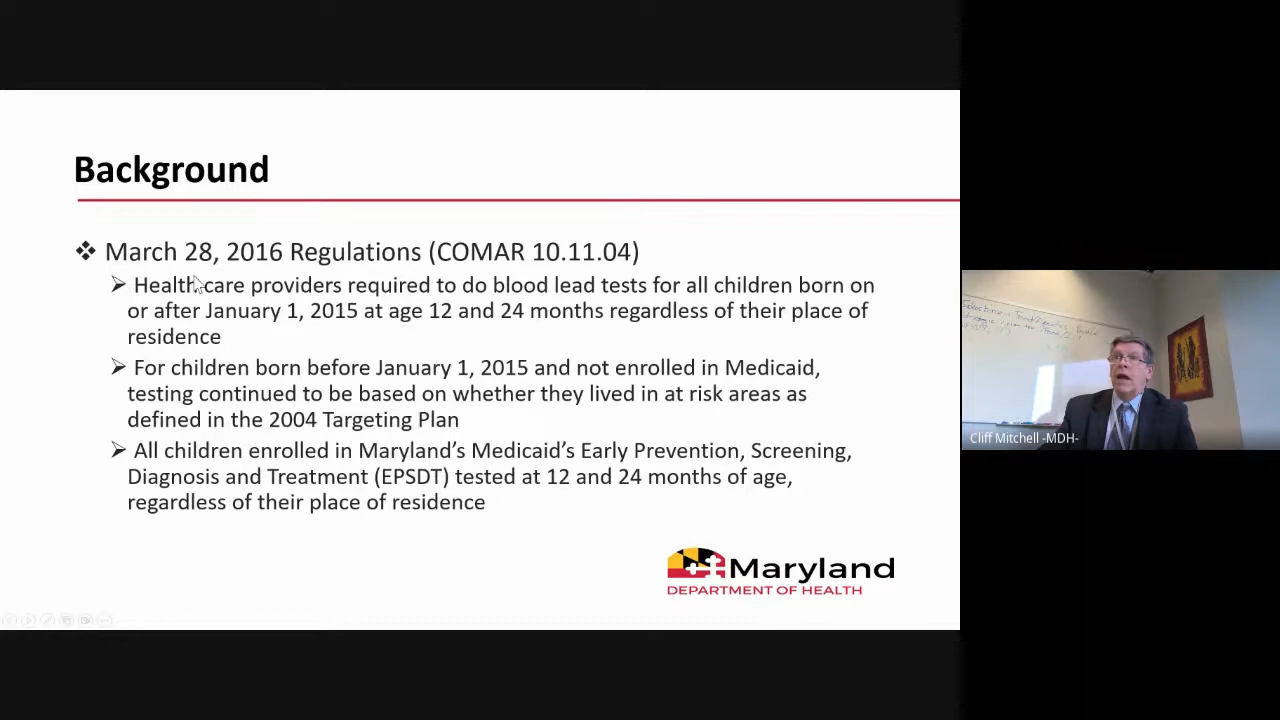 Background
❖ March 28, 2016 Regulations (COMAR 10.11.04)
➢ Health care providers required to do blood lead tests for all children born on
or after January 1, 2015 at age 12 and 24 months regardless of their place of
residence
➢ For children born before January 1, 2015 and not enrolled in Medicaid,
testing continued to be based on whether they lived in at risk areas as
defined in the 2004 Targeting Plan
➢ All children enrolled in Maryland’s Medicaid’s Early Prevention, Screening,
Diagnosis and Treatment (EPSDT) tested at 12 and 24 months of age,
regardless of their place of residence
Maryland
DEPARTMENT OF HEALTH
Cliff Mitchell -MDH-